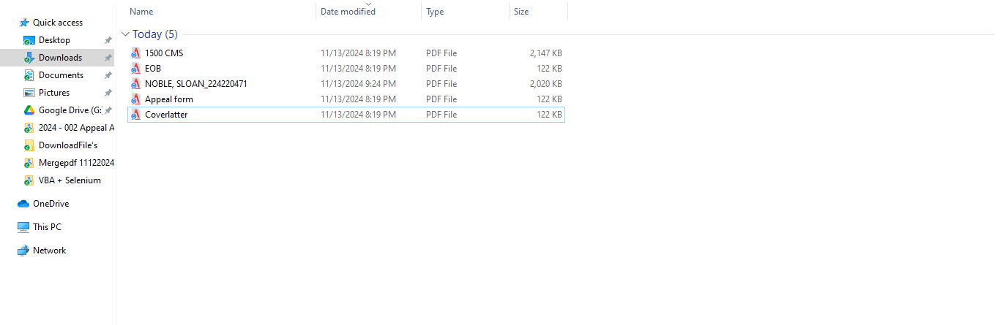 Name Date modified Type Size
Quick access
Desktop
Downloads
Documents
Pictures
Google Drive (G:
2024 - 002 Appeal A
DownloadFile's
Mergepdf 11122024
VBA + Selenium
OneDrive
This PC
Network
Today (5)
1500 CMS 11/13/2024 8:19 PM PDF File 2,147 KB
EOB 11/13/2024 8:19 PM PDF File 122 KB
NOBLE, SLOAN_224220471 11/13/2024 9:24 PM PDF File 2,020 KB
Appeal form 11/13/2024 8:19 PM PDF File 122 KB
Coverlatter 11/13/2024 8:19 PM PDF File 122 KB